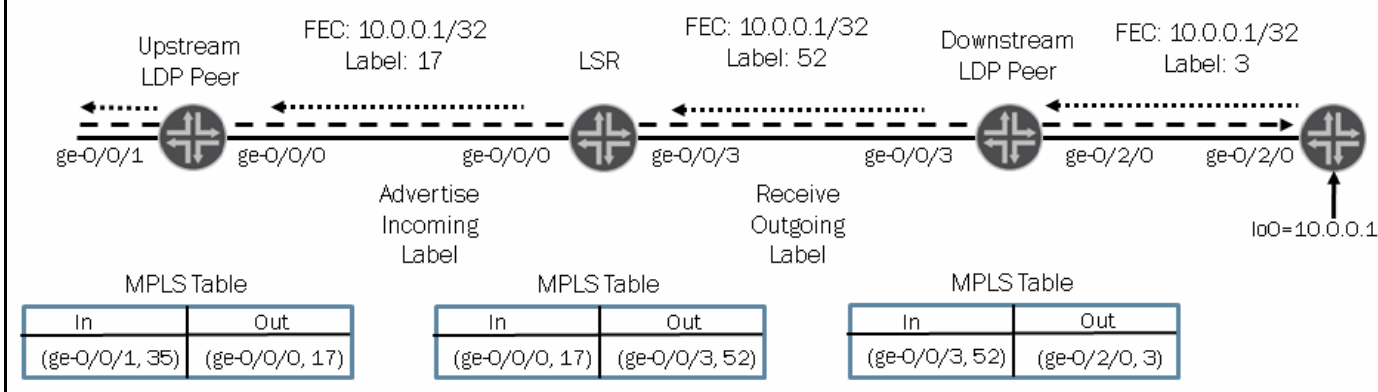 Upstream
LDP Peer
FEC: 10.0.0.1/32
Label: 17
LSR
FEC: 10.0.0.1/32
Label: 52
Downstream
LDP Peer
FEC: 10.0.0.1/32
Label: 3
ge-0/0/1
ge-0/0/0
ge-0/0/0
ge-0/0/3
ge-0/0/3
ge-0/2/0
ge-0/2/0
Advertise
Incoming
Label
Receive
Outgoing
Label
lo0=10.0.0.1
MPLS Table
In Out
(ge-0/0/1, 35) (ge-0/0/0, 17)
MPLS Table
In Out
(ge-0/0/0, 17) (ge-0/0/3, 52)
MPLS Table
In Out
(ge-0/0/3, 52) (ge-0/2/0, 3)